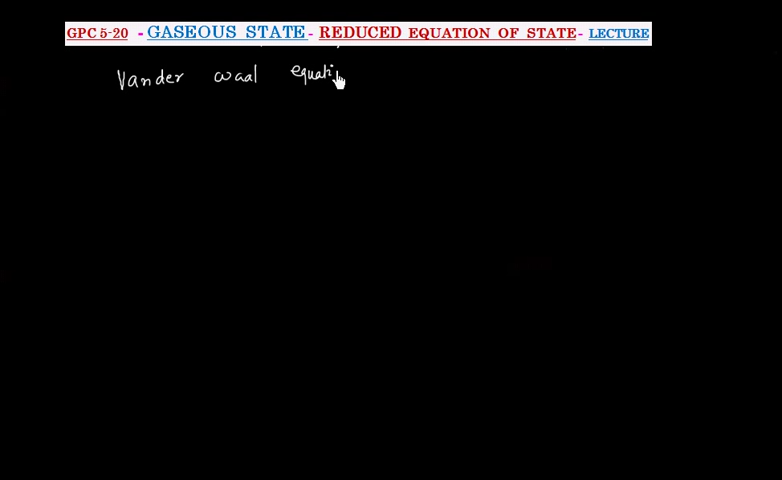 GPC 5-20 - GASEOUS STATE- REDUCED EQUATION OF STATE- LECTURE
Vander waal equati